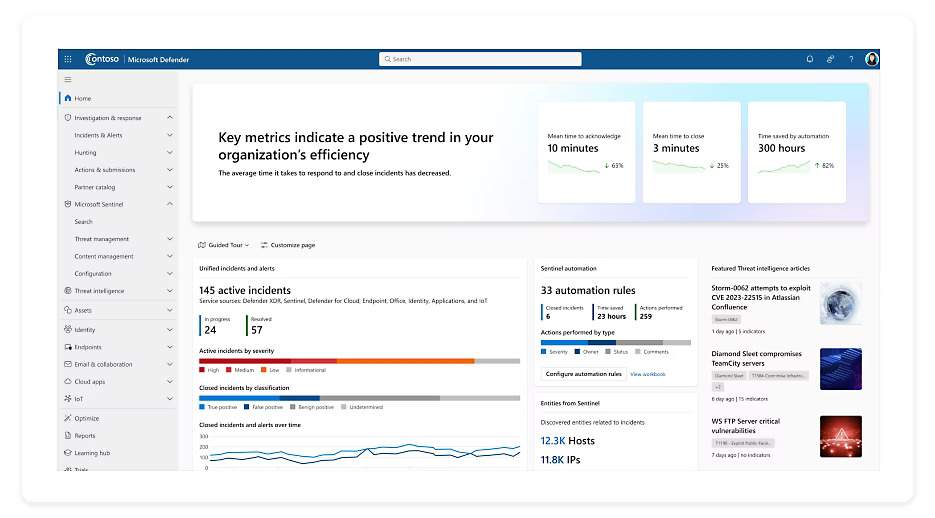 Contoso | Microsoft Defender
Search
?
Home
Investigation & response
Incidents & Alerts
Hunting
Actions & submissions
Partner catalog
Microsoft Sentinel
Search
Threat management
Content management
Configuration
Threat intelligence
Assets
Identity
Endpoints
Email & collaboration
Cloud apps
IoT
Optimize
Reports
Learning hub
Trials
Key metrics indicate a positive trend in your
organization's efficiency
The average time it takes to respond to and close incidents has decreased.
Mean time to acknowledge
10 minutes
↓ 65%
Mean time to close
3 minutes
↓ 25%
Time saved by automation
300 hours
↑ 82%
Guided Tour
Customize page
Unified incidents and alerts
145 active incidents
Service sources: Defender XDR, Sentinel, Defender for Cloud, Endpoint, Office, Identity, Applications, and IoT
In progress
24
Resolved
57
Active incidents by severity
High Medium Low Informational
Closed incidents by classification
True positive False positive Benign positive Undetermined
Closed incidents and alerts over time
300
200
100
0
Sentinel automation
33 automation rules
Closed incidents
6
Time saved
23 hours
Actions performed
259
Actions performed by type
Severity Owner Status Comments
Configure automation rules View workbook
Entities from Sentinel
Discovered entities related to incidents
12.3K Hosts
11.8K IPs
Featured Threat intelligence articles
Storm-0062 attempts to exploit
CVE 2023-22515 in Atlassian
Confluence
Storm-0062
1 day ago | 5 indicators
Diamond Sleet compromises
TeamCity servers
Diamond Sleet
+2
6 day ago | 15 indicators
WS FTP Server critical
vulnerabilities
T1190 - Exploit Public-Facin...
7 days ago | no indicators